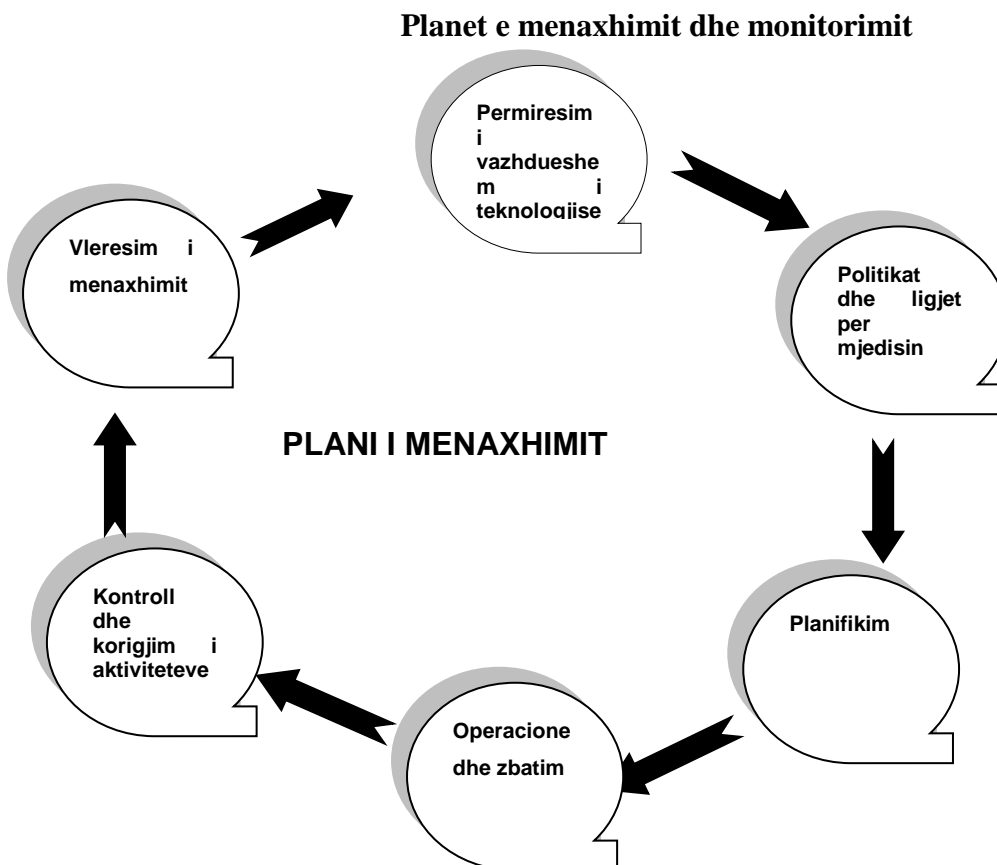 Planet e menaxhimit dhe monitorimit
Permiresim
i
vazhdueshe
m i
teknologjise
Politikat
dhe ligjet
per
mjedisin
Planifikim
Operacione
dhe zbatim
Kontroll
dhe
korigjim i
aktiviteteve
Vleresim i
menaxhimit
PLANI I MENAXHIMIT